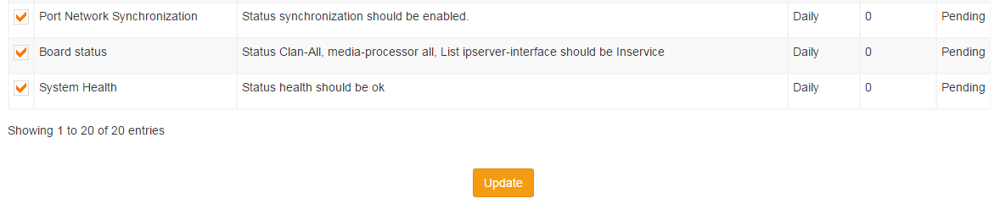 Port Network Synchronization Status synchronization should be enabled. Daily 0 Pending
Board status Status Clan-All, media-processor all, List ipserver-interface should be Inservice Daily 0 Pending
System Health Status health should be ok Daily 0 Pending
Showing 1 to 20 of 20 entries
Update